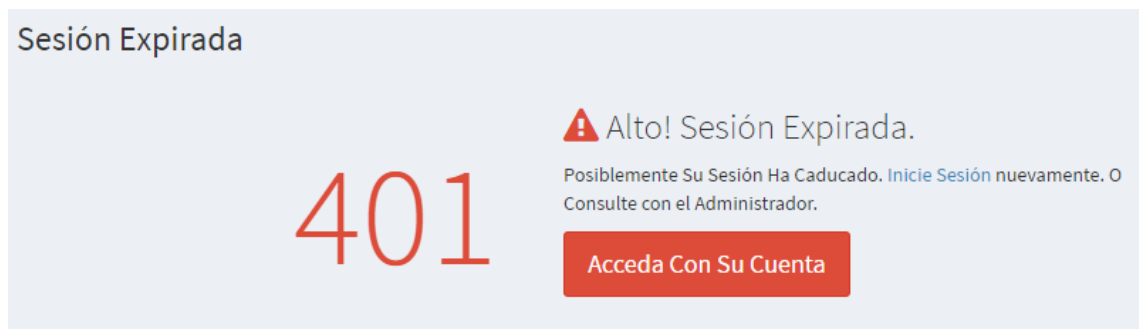 Sesión Expirada
Alto! Sesión Expirada.
401
Posiblemente Su Sesión Ha Caducado. Inicie Sesión nuevamente. O
Consulte con el Administrador.
Acceda Con Su Cuenta